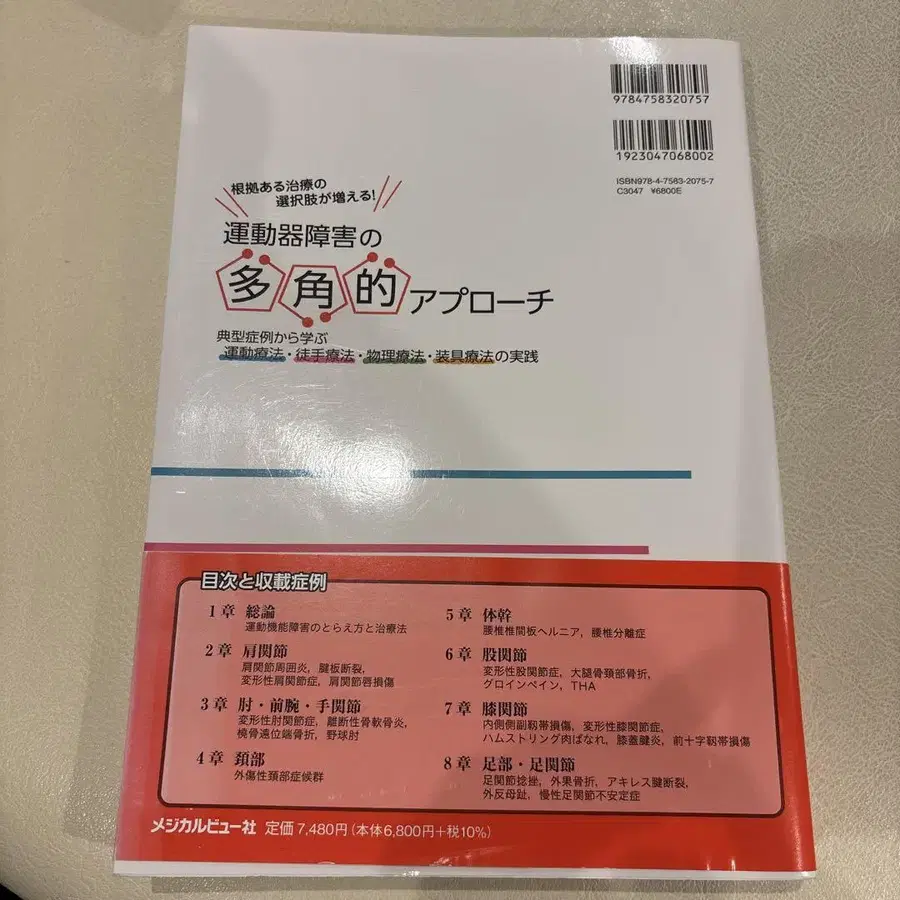 9784758320757
1923047068002
ISBN978-4-7583-2075-7
C3047 ¥6800E
根拠ある治療の
選択肢が増える!
運動器障害の
多角的アプローチ
典型症例から学ぶ
運動療法・徒手療法・物理療法・装具療法の実践
目次と収載症例
1章 総論
運動機能障害のとらえ方と治療法
2章 肩関節
肩関節周囲炎,腱板断裂,
変形性肩関節症,肩関節唇損傷
3章 肘・前腕・手関節
変形性肘関節症,離断性骨軟骨炎,
橈骨遠位端骨折,野球肘
4章 頚部
外傷性頚部症候群
5章 体幹
腰椎椎間板ヘルニア,腰椎分離症
6章 股関節
変形性股関節症,大腿骨頚部骨折,
グロインペイン,THA
7章 膝関節
内側側副靱帯損傷,変形性膝関節症,
ハムストリング肉ばなれ,膝蓋腱炎,前十字靱帯損傷
8章 足部・足関節
足関節捻挫,外果骨折,アキレス腱断裂,
外反母趾,慢性足関節不安定症
メジカルビュー社 定価7,480円(本体6,800円+税10%)